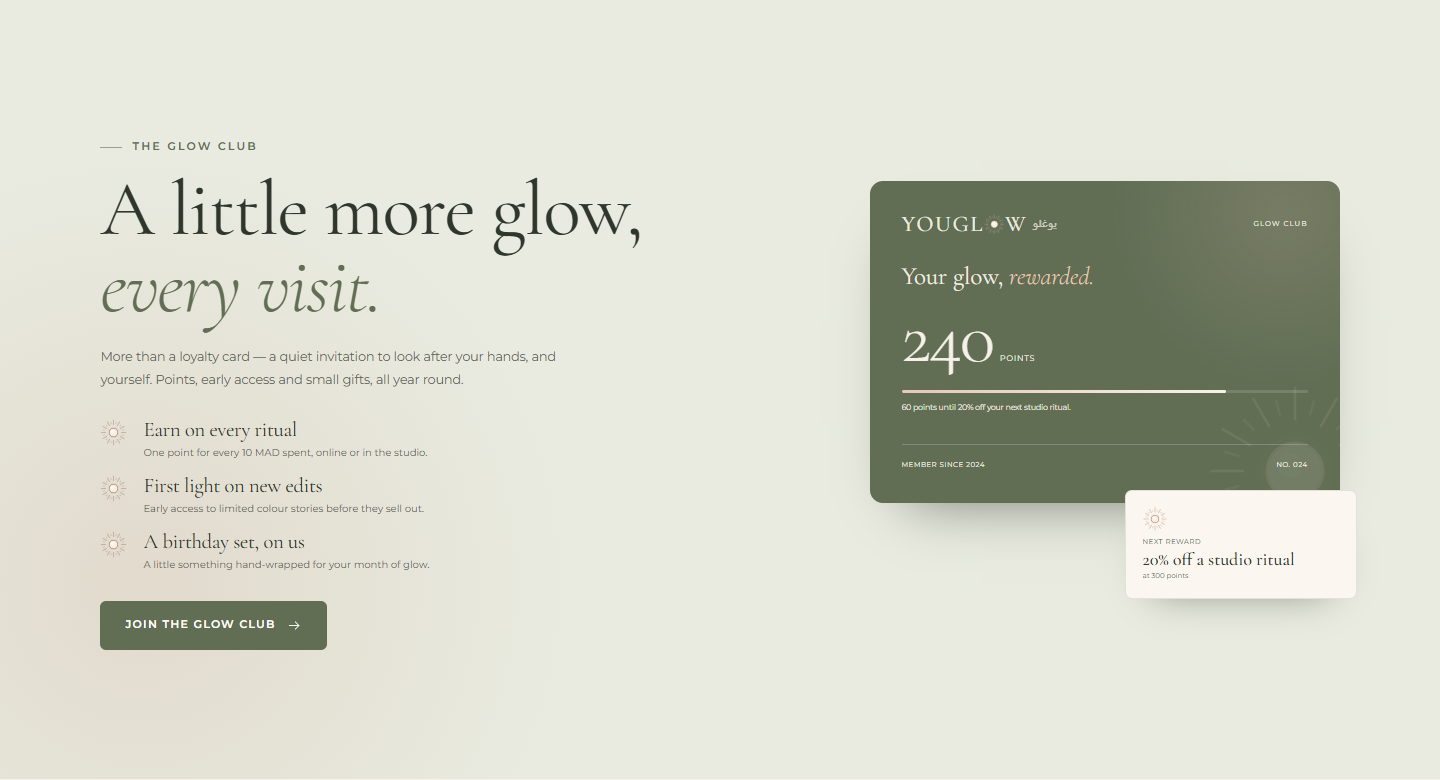 THE GLOW CLUB
A little more glow,
every visit.
More than a loyalty card — a quiet invitation to look after your hands, and
yourself. Points, early access and small gifts, all year round.
Earn on every ritual
One point for every 10 MAD spent, online or in the studio.
First light on new edits
Early access to limited colour stories before they sell out.
A birthday set, on us
A little something hand-wrapped for your month of glow.
JOIN THE GLOW CLUB →
YOUGLOW يوغلو
GLOW CLUB
Your glow, rewarded.
240 POINTS
60 points until 20% off your next studio ritual.
MEMBER SINCE 2024
NO. 024
NEXT REWARD
20% off a studio ritual
at 300 points